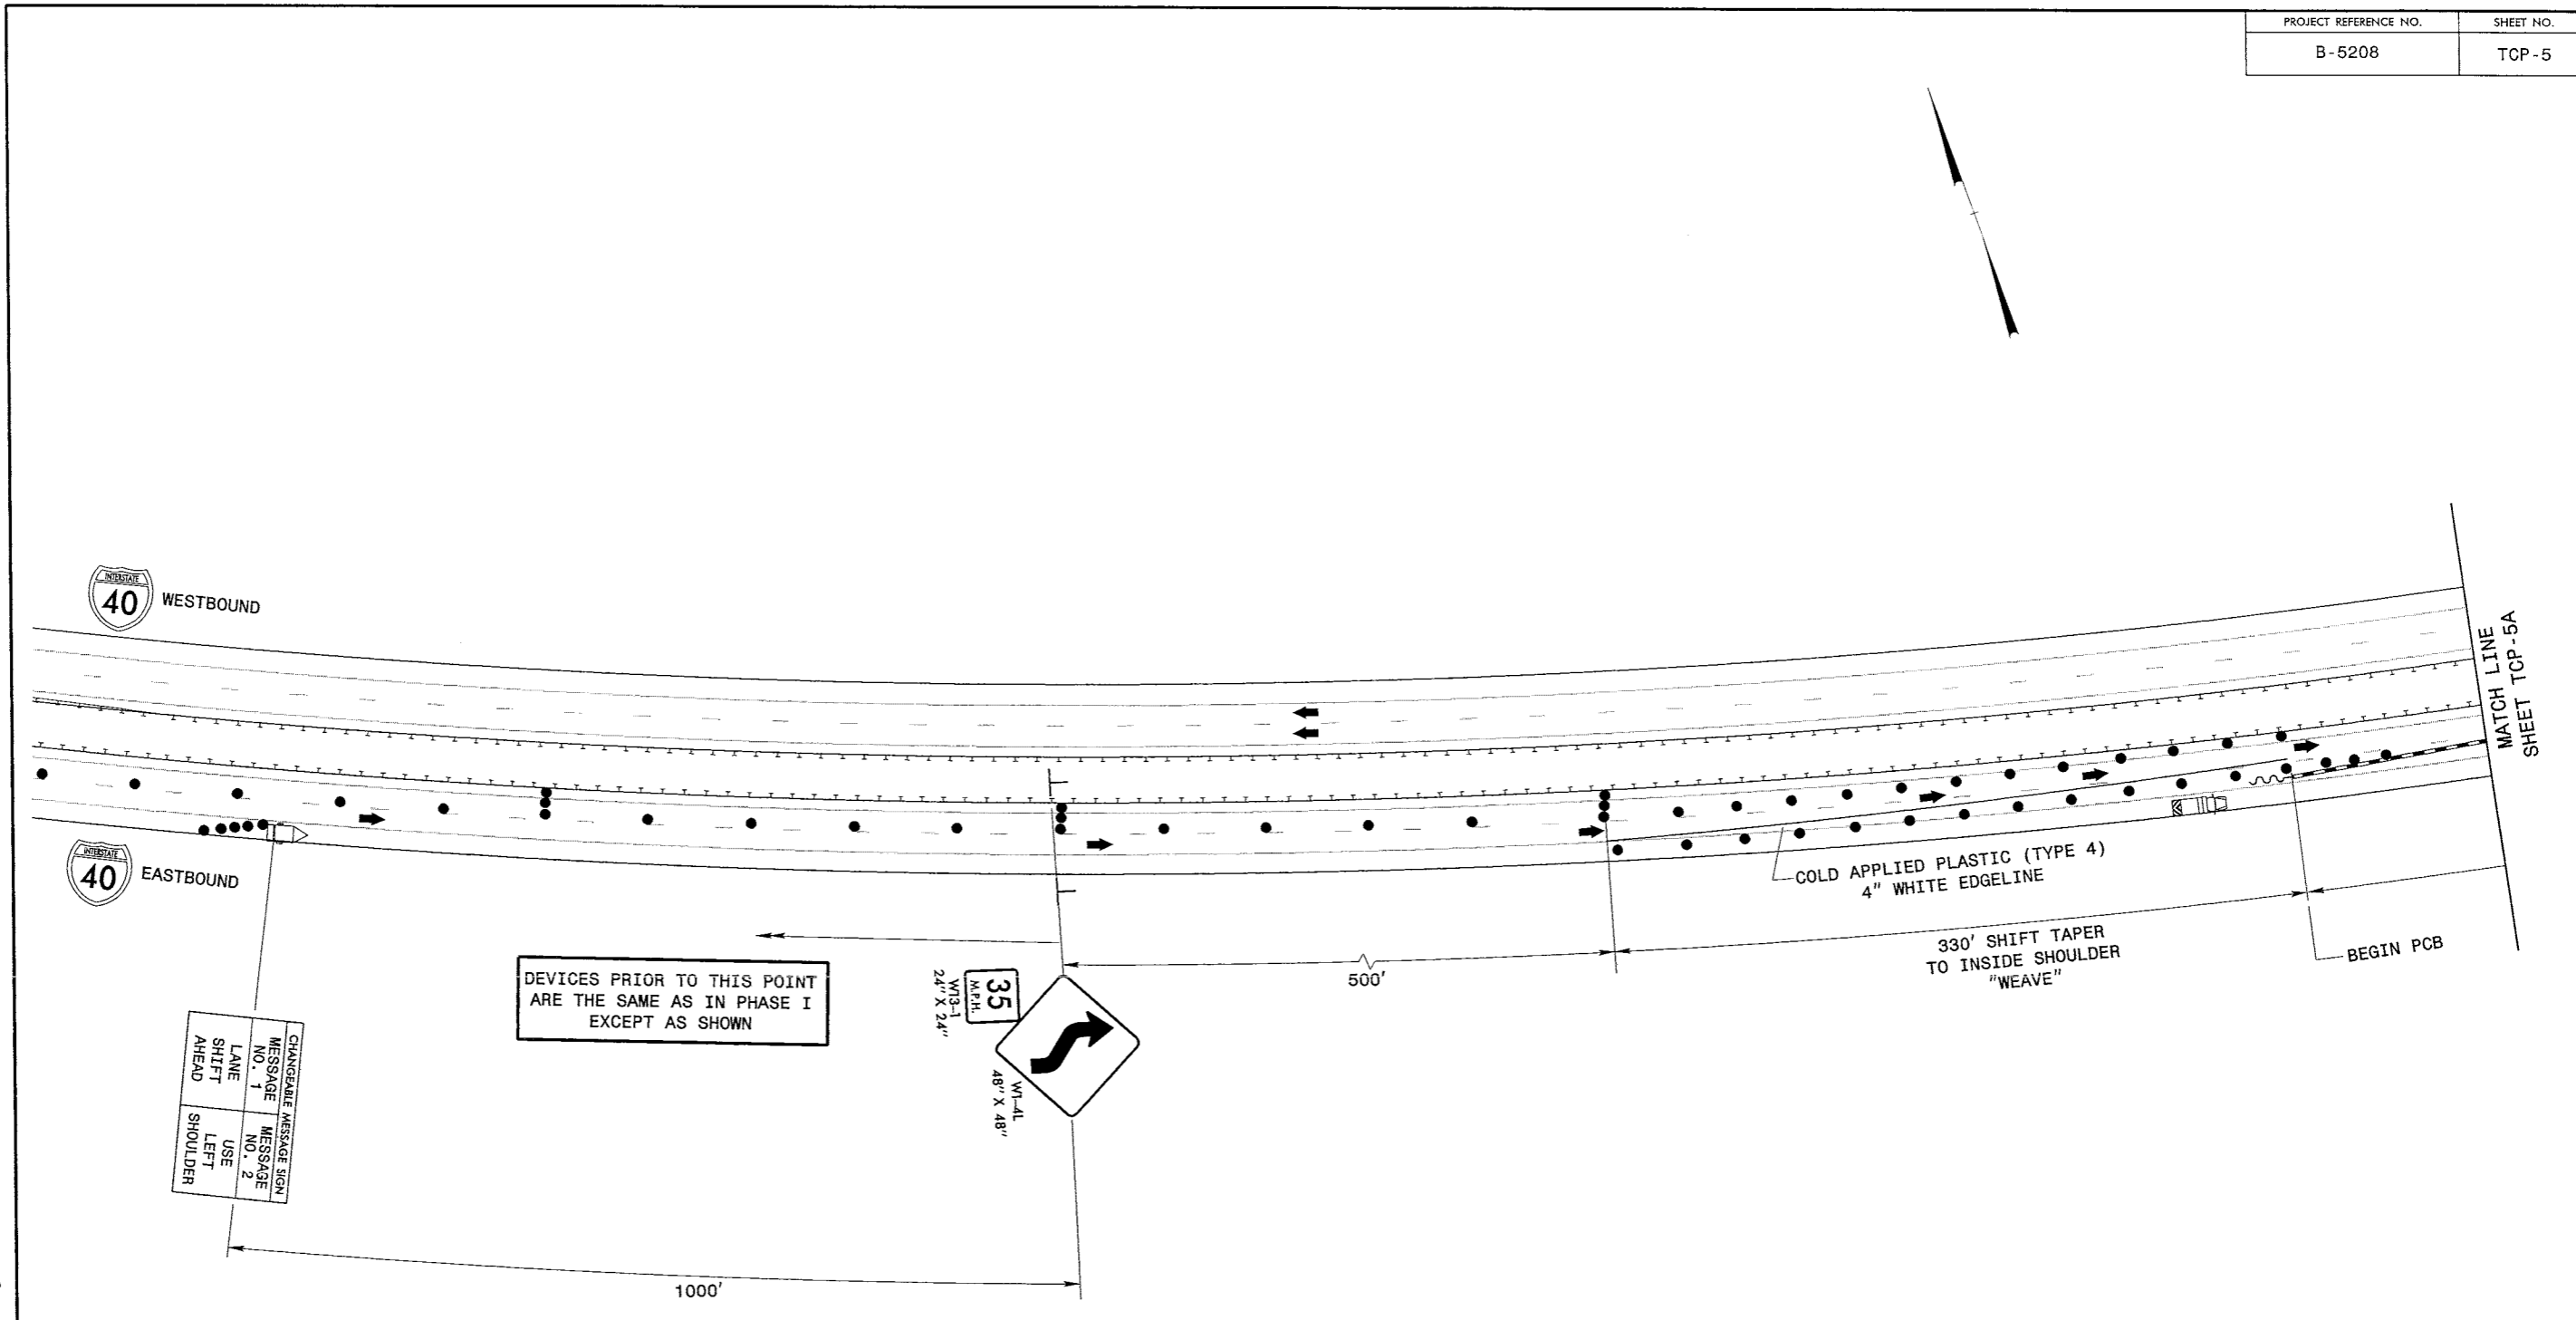 PROJECT REFERENCE NO. SHEET NO.
B-5208 TCP-5
INTERSTATE
40 WESTBOUND
INTERSTATE
40 EASTBOUND
MATCH LINE
SHEET TCP-5A
COLD APPLIED PLASTIC (TYPE 4)
4" WHITE EDGELINE
330' SHIFT TAPER
TO INSIDE SHOULDER
"WEAVE"
BEGIN PCB
500'
DEVICES PRIOR TO THIS POINT
ARE THE SAME AS IN PHASE I
EXCEPT AS SHOWN
35
M.P.H.
W13-1
24" X 24"
W1-4L
48" X 48"
CHANGEABLE MESSAGE SIGN
MESSAGE
NO. 1
MESSAGE
NO. 2
LANE
SHIFT
AHEAD
USE
LEFT
SHOULDER
1000'